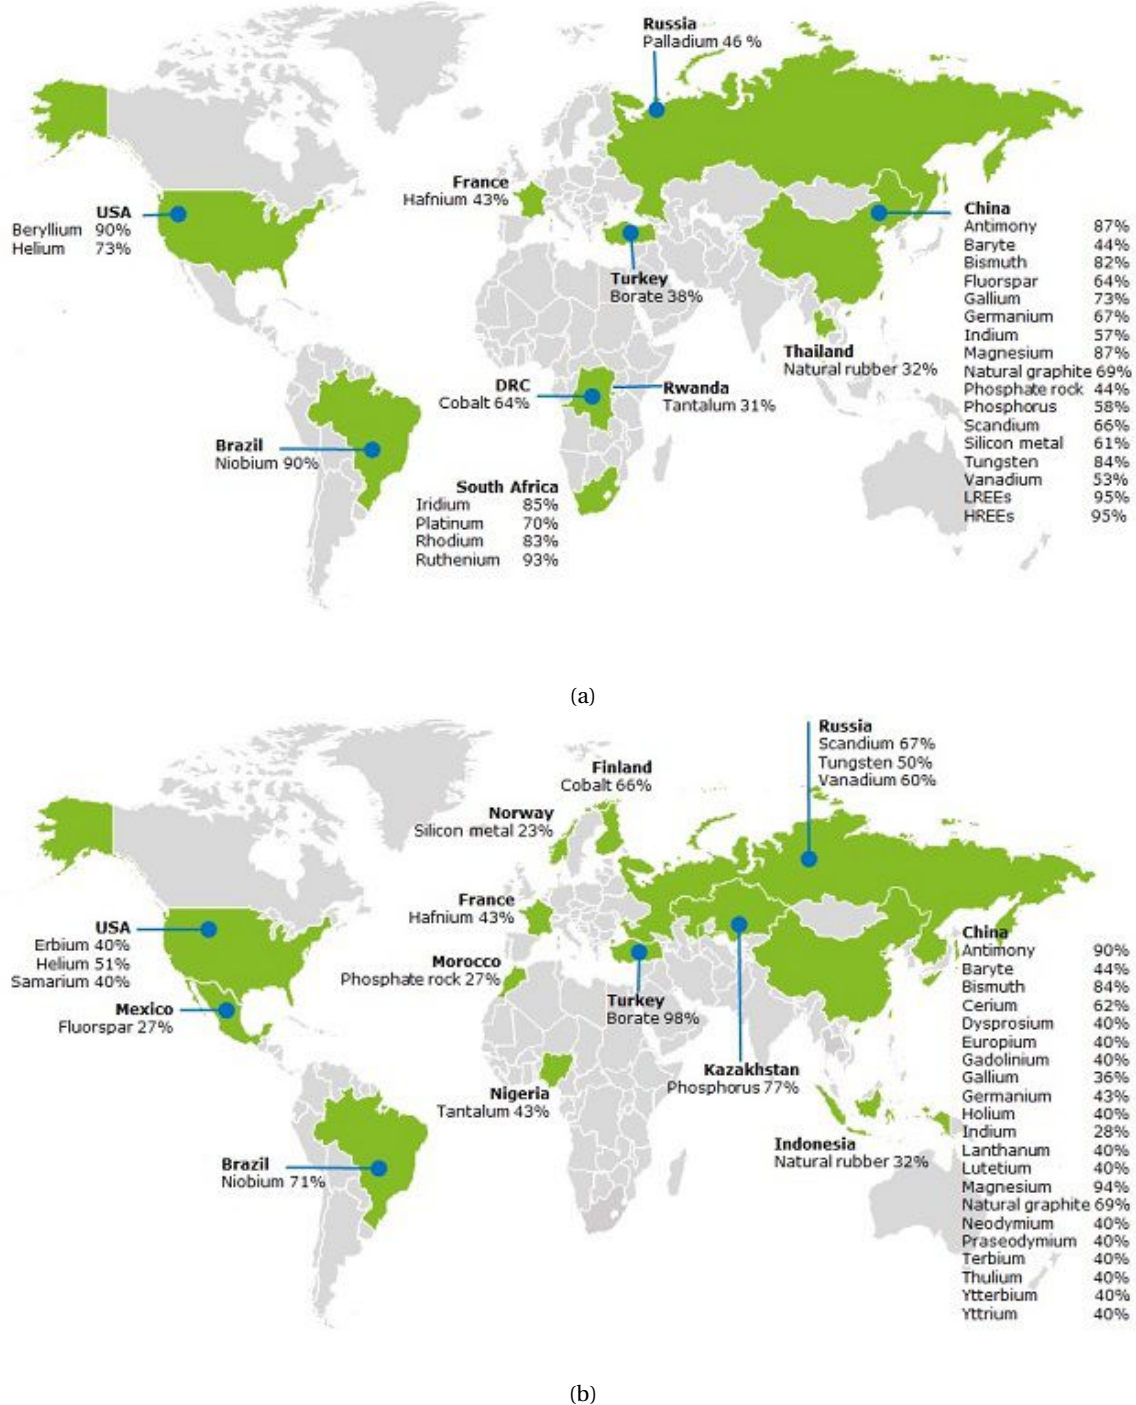 Russia
Palladium 46 %
France
Hafnium 43%
USA
Beryllium 90%
Helium 73%
Turkey
Borate 38%
China
Antimony 87%
Baryte 44%
Bismuth 82%
Fluorspar 64%
Gallium 73%
Germanium 67%
Indium 57%
Magnesium 87%
Natural graphite 69%
Phosphate rock 44%
Phosphorus 58%
Scandium 66%
Silicon metal 61%
Tungsten 84%
Vanadium 53%
LREEs 95%
HREEs 95%
Thailand
Natural rubber 32%
DRC
Cobalt 64%
Rwanda
Tantalum 31%
Brazil
Niobium 90%
South Africa
Iridium 85%
Platinum 70%
Rhodium 83%
Ruthenium 93%
(a)
Russia
Scandium 67%
Tungsten 50%
Vanadium 60%
Finland
Cobalt 66%
Norway
Silicon metal 23%
France
Hafnium 43%
USA
Erbium 40%
Helium 51%
Samarium 40%
Morocco
Phosphate rock 27%
Mexico
Fluorspar 27%
Turkey
Borate 98%
Kazakhstan
Phosphorus 77%
Nigeria
Tantalum 43%
Indonesia
Natural rubber 32%
Brazil
Niobium 71%
China
Antimony 90%
Baryte 44%
Bismuth 84%
Cerium 62%
Dysprosium 40%
Europium 40%
Gadolinium 40%
Gallium 36%
Germanium 43%
Holium 40%
Indium 28%
Lanthanum 40%
Lutetium 40%
Magnesium 94%
Natural graphite 69%
Neodymium 40%
Praseodymium 40%
Terbium 40%
Thulium 40%
Ytterbium 40%
Yttrium 40%
(b)